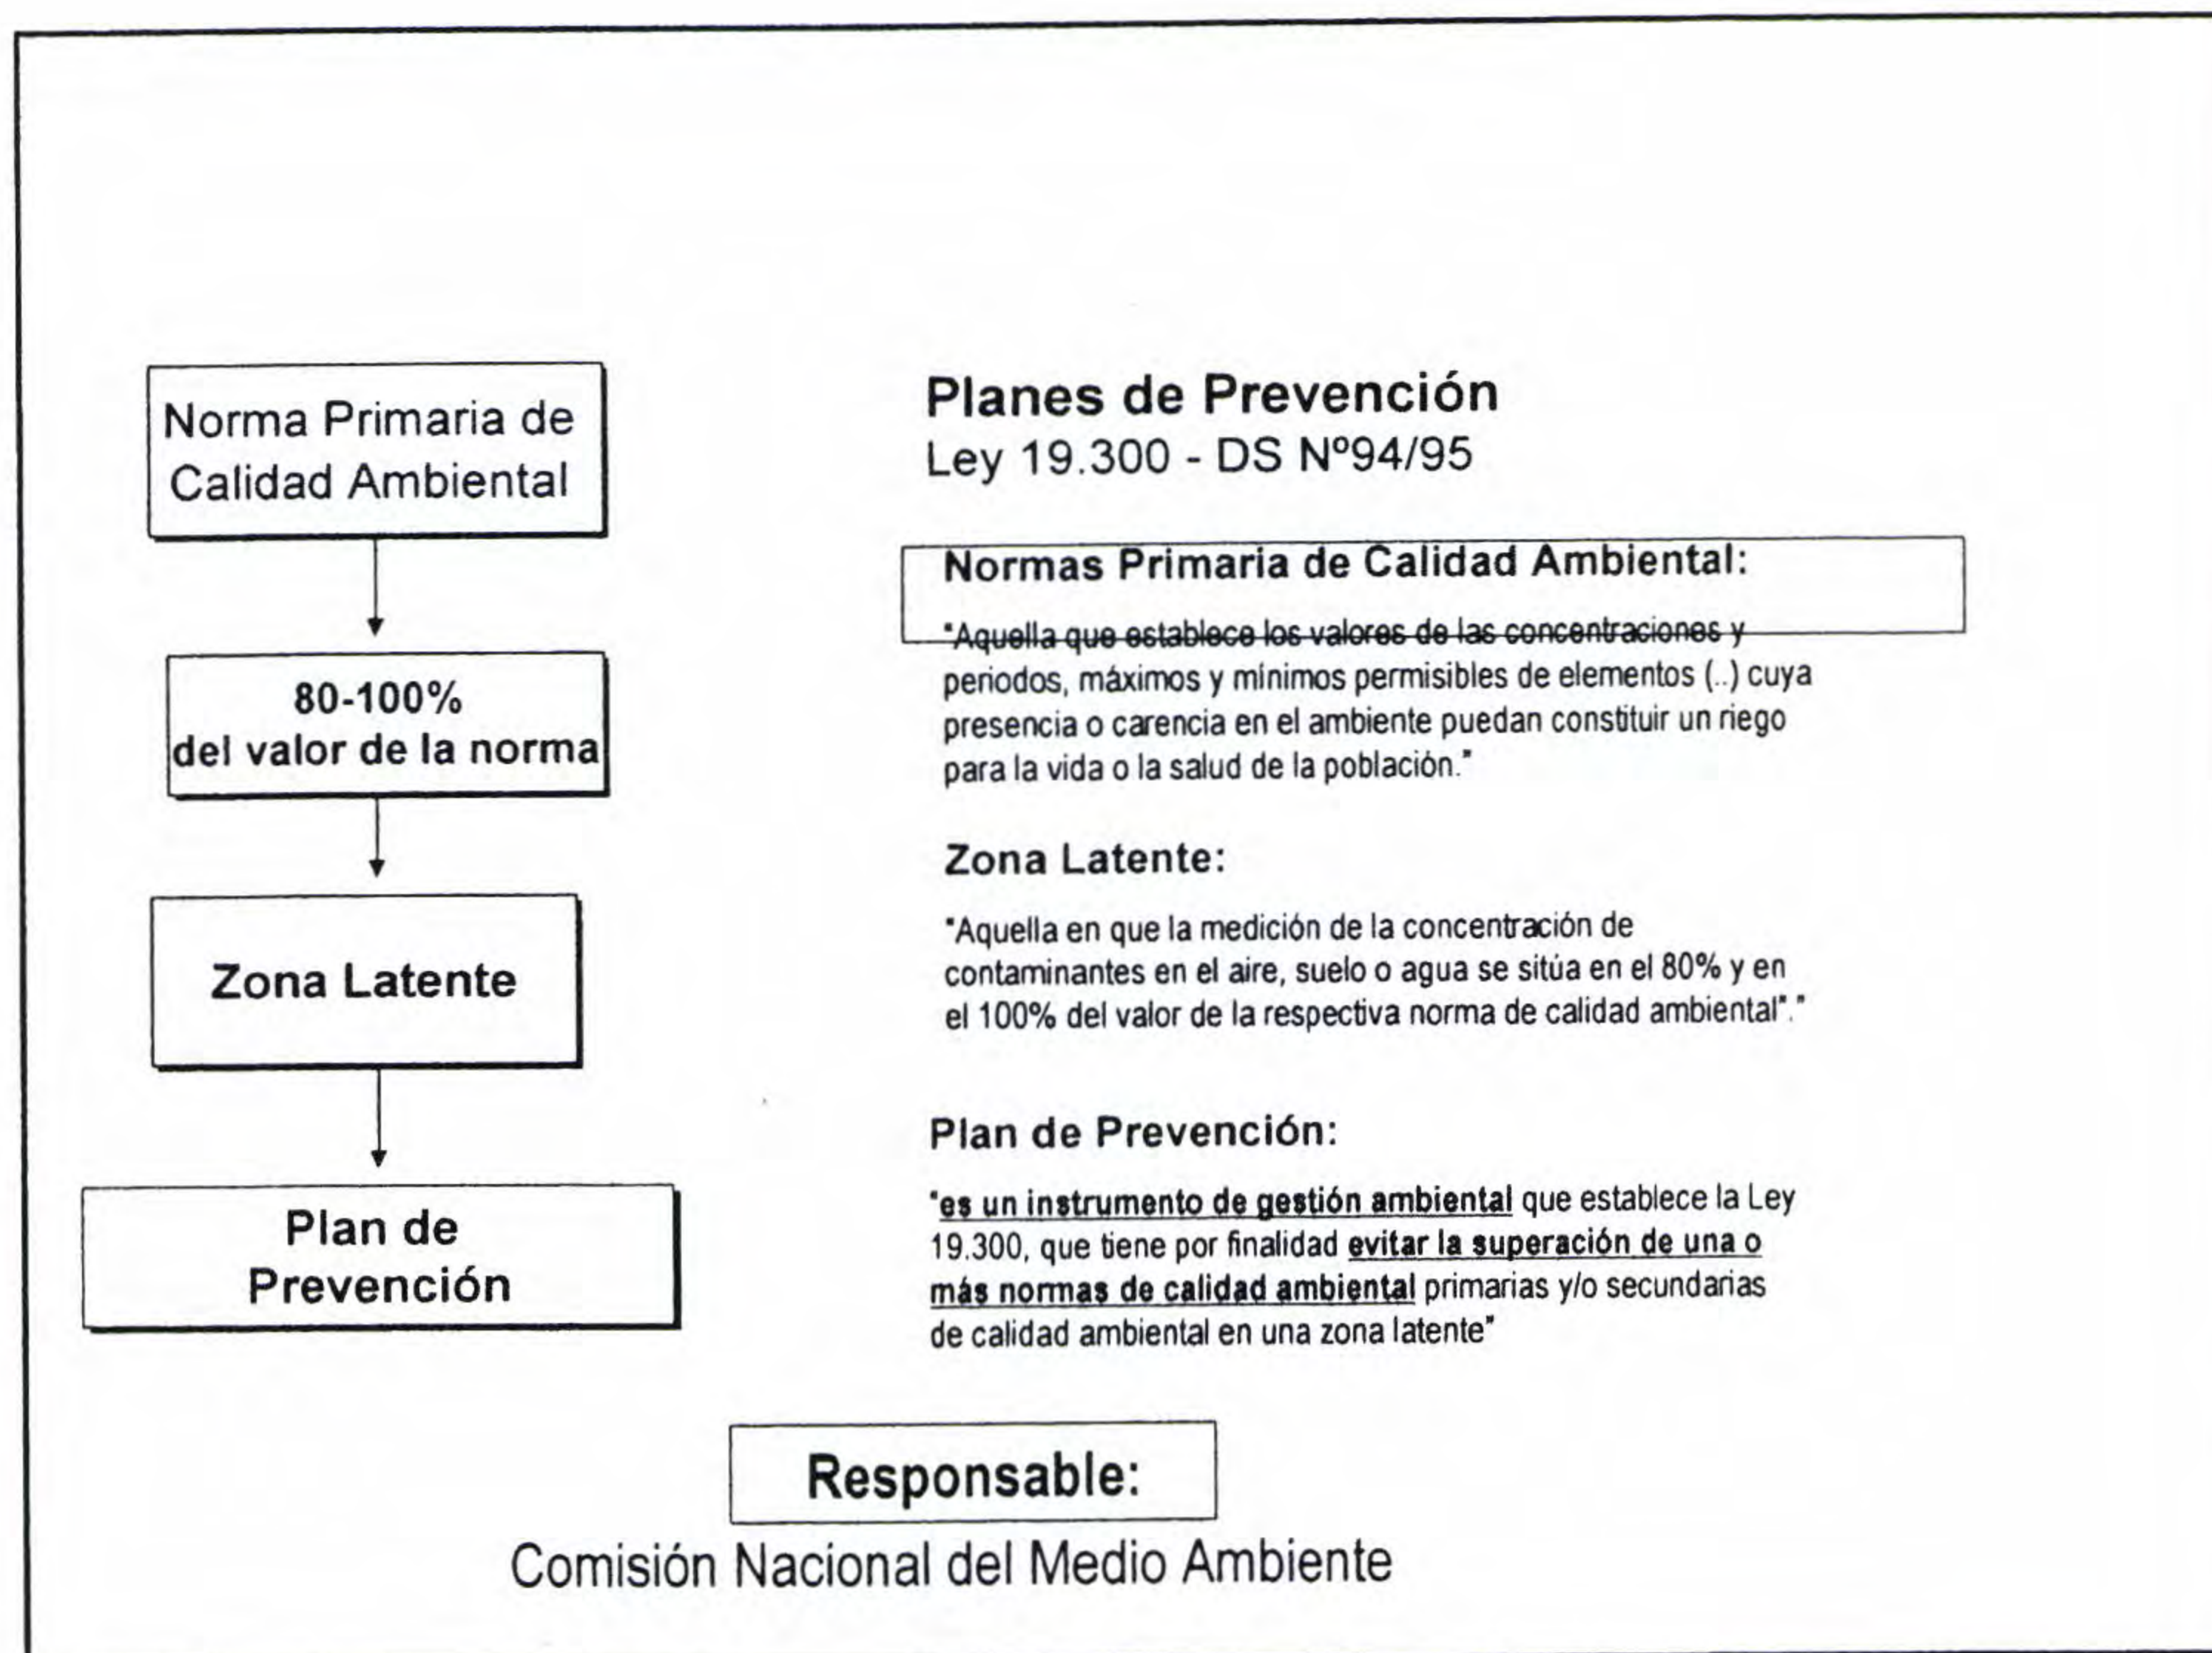 Norma Primaria de
Calidad Ambiental
80-100%
del valor de la norma
Zona Latente
Plan de
Prevención
Planes de Prevención
Ley 19.300 - DS Nº94/95
Normas Primaria de Calidad Ambiental:
"Aquella que establece los valores de las concentraciones y
periodos, máximos y mínimos permisibles de elementos (..) cuya
presencia o carencia en el ambiente puedan constituir un riego
para la vida o la salud de la población."
Zona Latente:
"Aquella en que la medición de la concentración de
contaminantes en el aire, suelo o agua se sitúa en el 80% y en
el 100% del valor de la respectiva norma de calidad ambiental"."
Plan de Prevención:
"es un instrumento de gestión ambiental que establece la Ley
19.300, que tiene por finalidad evitar la superación de una o
más normas de calidad ambiental primarias y/o secundarias
de calidad ambiental en una zona latente"
Responsable:
Comisión Nacional del Medio Ambiente